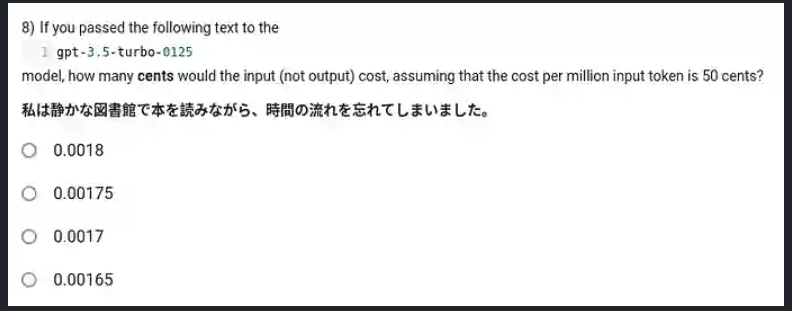 8) If you passed the following text to the
1 gpt-3.5-turbo-0125
model, how many cents would the input (not output) cost, assuming that the cost per million input token is 50 cents?
私は静かな図書館で本を読みながら、時間の流れを忘れてしまいました。
0.0018
0.00175
0.0017
0.00165